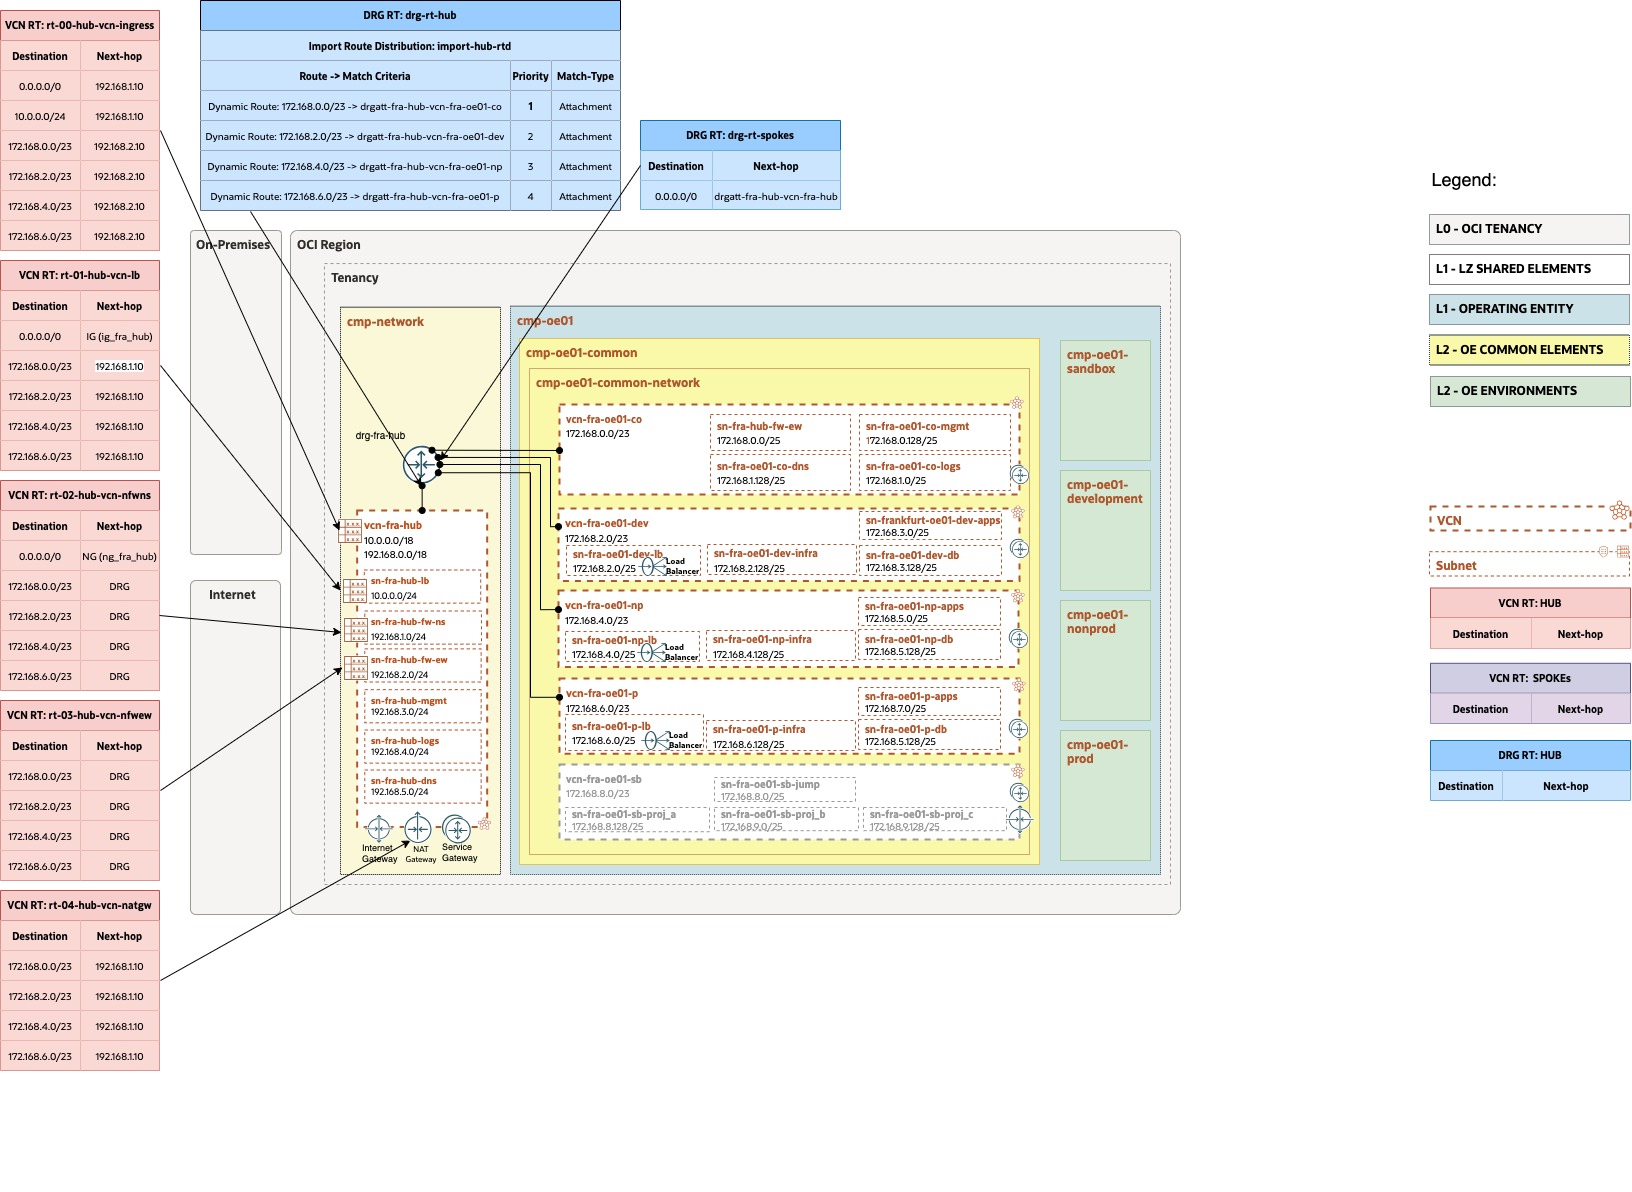 VCN RT: rt-00-hub-vcn-ingress
Destination Next-hop
0.0.0.0/0 192.168.1.10
10.0.0.0/24 192.168.1.10
172.168.0.0/23 192.168.2.10
172.168.2.0/23 192.168.2.10
172.168.4.0/23 192.168.2.10
172.168.6.0/23 192.168.2.10
VCN RT: rt-01-hub-vcn-lb
Destination Next-hop
0.0.0.0/0 IG (ig_fra_hub)
172.168.0.0/23 192.168.1.10
172.168.2.0/23 192.168.1.10
172.168.4.0/23 192.168.1.10
172.168.6.0/23 192.168.1.10
VCN RT: rt-02-hub-vcn-nfwns
Destination Next-hop
0.0.0.0/0 NG (ng_fra_hub)
172.168.0.0/23 DRG
172.168.2.0/23 DRG
172.168.4.0/23 DRG
172.168.6.0/23 DRG
VCN RT: rt-03-hub-vcn-nfwew
Destination Next-hop
172.168.0.0/23 DRG
172.168.2.0/23 DRG
172.168.4.0/23 DRG
172.168.6.0/23 DRG
VCN RT: rt-04-hub-vcn-natgw
Destination Next-hop
172.168.0.0/23 192.168.1.10
172.168.2.0/23 192.168.1.10
172.168.4.0/23 192.168.1.10
172.168.6.0/23 192.168.1.10
DRG RT: drg-rt-hub
Import Route Distribution: import-hub-rtd
Route -> Match Criteria Priority Match-Type
Dynamic Route: 172.168.0.0/23 -> drgatt-fra-hub-vcn-fra-oe01-co 1 Attachment
Dynamic Route: 172.168.2.0/23 -> drgatt-fra-hub-vcn-fra-oe01-dev 2 Attachment
Dynamic Route: 172.168.4.0/23 -> drgatt-fra-hub-vcn-fra-oe01-np 3 Attachment
Dynamic Route: 172.168.6.0/23 -> drgatt-fra-hub-vcn-fra-oe01-p 4 Attachment
DRG RT: drg-rt-spokes
Destination Next-hop
0.0.0.0/0 drgatt-fra-hub-vcn-fra-hub
On-Premises
Internet
OCI Region
Tenancy
cmp-network
drg-fra-hub
vcn-fra-hub
10.0.0.0/18
192.168.0.0/18
sn-fra-hub-lb
10.0.0.0/24
sn-fra-hub-fw-ns
192.168.1.0/24
sn-fra-hub-fw-ew
192.168.2.0/24
sn-fra-hub-mgmt
192.168.3.0/24
sn-fra-hub-logs
192.168.4.0/24
sn-fra-hub-dns
192.168.5.0/24
Internet
Gateway
NAT
Gateway
Service
Gateway
cmp-oe01
cmp-oe01-common
cmp-oe01-common-network
vcn-fra-oe01-co
172.168.0.0/23
sn-fra-hub-fw-ew
172.168.0.0/25
sn-fra-oe01-co-mgmt
172.168.0.128/25
sn-fra-oe01-co-dns
172.168.1.128/25
sn-fra-oe01-co-logs
172.168.1.0/25
vcn-fra-oe01-dev
172.168.2.0/23
sn-frankfurt-oe01-dev-apps
172.168.3.0/25
sn-fra-oe01-dev-lb
172.168.2.0/25
Load
Balancer
sn-fra-oe01-dev-infra
172.168.2.128/25
sn-fra-oe01-dev-db
172.168.3.128/25
vcn-fra-oe01-np
172.168.4.0/23
sn-fra-oe01-np-apps
172.168.5.0/25
sn-fra-oe01-np-lb
172.168.4.0/25
Load
Balancer
sn-fra-oe01-np-infra
172.168.4.128/25
sn-fra-oe01-np-db
172.168.5.128/25
vcn-fra-oe01-p
172.168.6.0/23
sn-fra-oe01-p-apps
172.168.7.0/25
sn-fra-oe01-p-lb
172.168.6.0/25
Load
Balancer
sn-fra-oe01-p-infra
172.168.6.128/25
sn-fra-oe01-p-db
172.168.5.128/25
vcn-fra-oe01-sb
172.168.8.0/23
sn-fra-oe01-sb-jump
172.168.8.0/25
sn-fra-oe01-sb-proj_a
172.168.8.128/25
sn-fra-oe01-sb-proj_b
172.168.9.0/25
sn-fra-oe01-sb-proj_c
172.168.9.128/25
cmp-oe01-
sandbox
cmp-oe01-
development
cmp-oe01-
nonprod
cmp-oe01-
prod
Legend:
L0 - OCI TENANCY
L1 - LZ SHARED ELEMENTS
L1 - OPERATING ENTITY
L2 - OE COMMON ELEMENTS
L2 - OE ENVIRONMENTS
VCN
Subnet
VCN RT: HUB
Destination Next-hop
VCN RT: SPOKEs
Destination Next-hop
DRG RT: HUB
Destination Next-hop